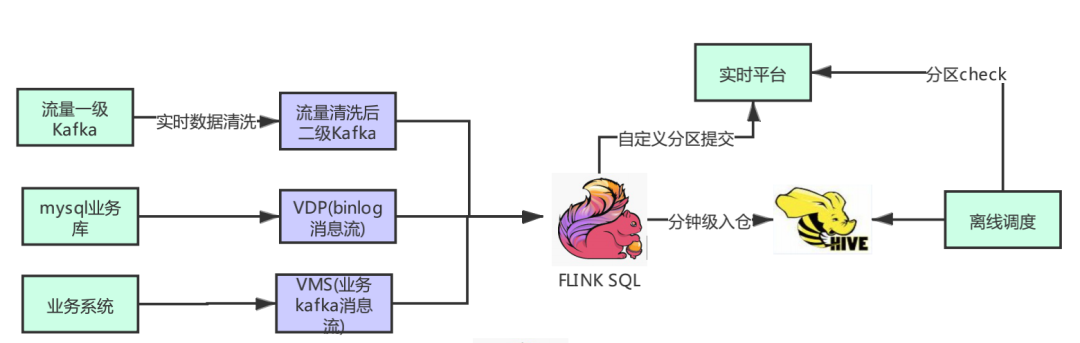 流量一级
Kafka
实时数据清洗
流量清洗后
二级Kafka
mysql业务
库
VDP(binlog
消息流)
业务系统
VMS(业务
kafka消息
流)
FLINK SQL
自定义分区提交
实时平台
分区check
分钟级入仓
HIVE
离线调度